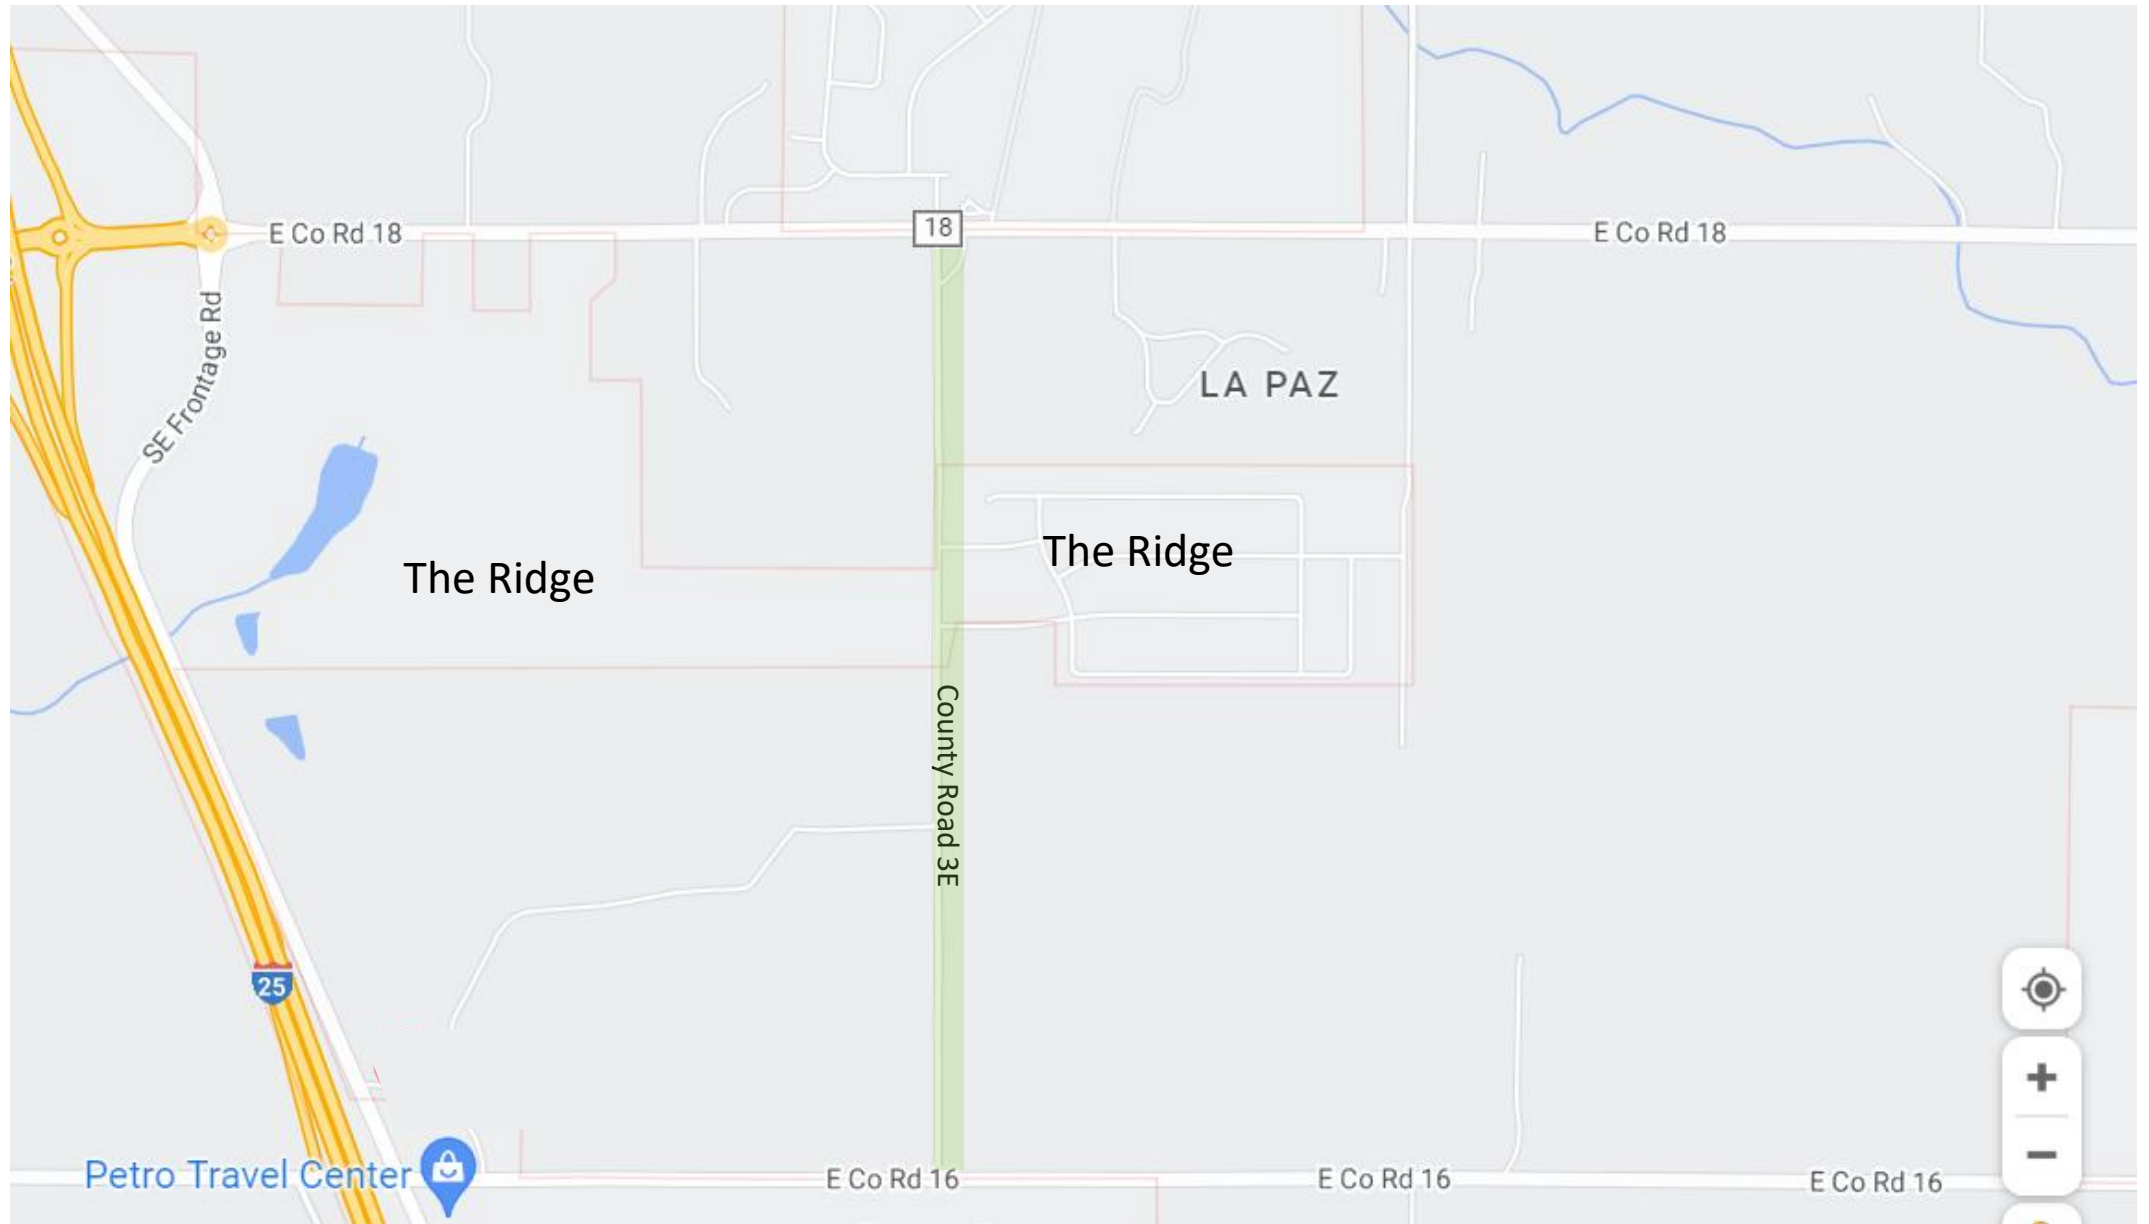 18
E Co Rd 18
E Co Rd 18
SE Frontage Rd
LA PAZ
The Ridge
The Ridge
County Road 3E
25
Petro Travel Center
E Co Rd 16
E Co Rd 16
E Co Rd 16